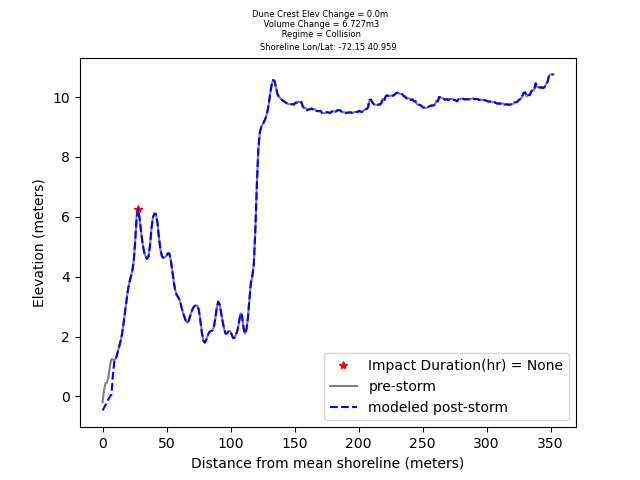 Dune Crest Elev Change = 0.0m
Volume Change = 6.727m3
Regime = Collision
Shoreline Lon/Lat: -72.15 40.959
10
8
6
4
2
0
Elevation (meters)
Impact Duration(hr) = None
pre-storm
modeled post-storm
0 50 100 150 200 250 300 350
Distance from mean shoreline (meters)